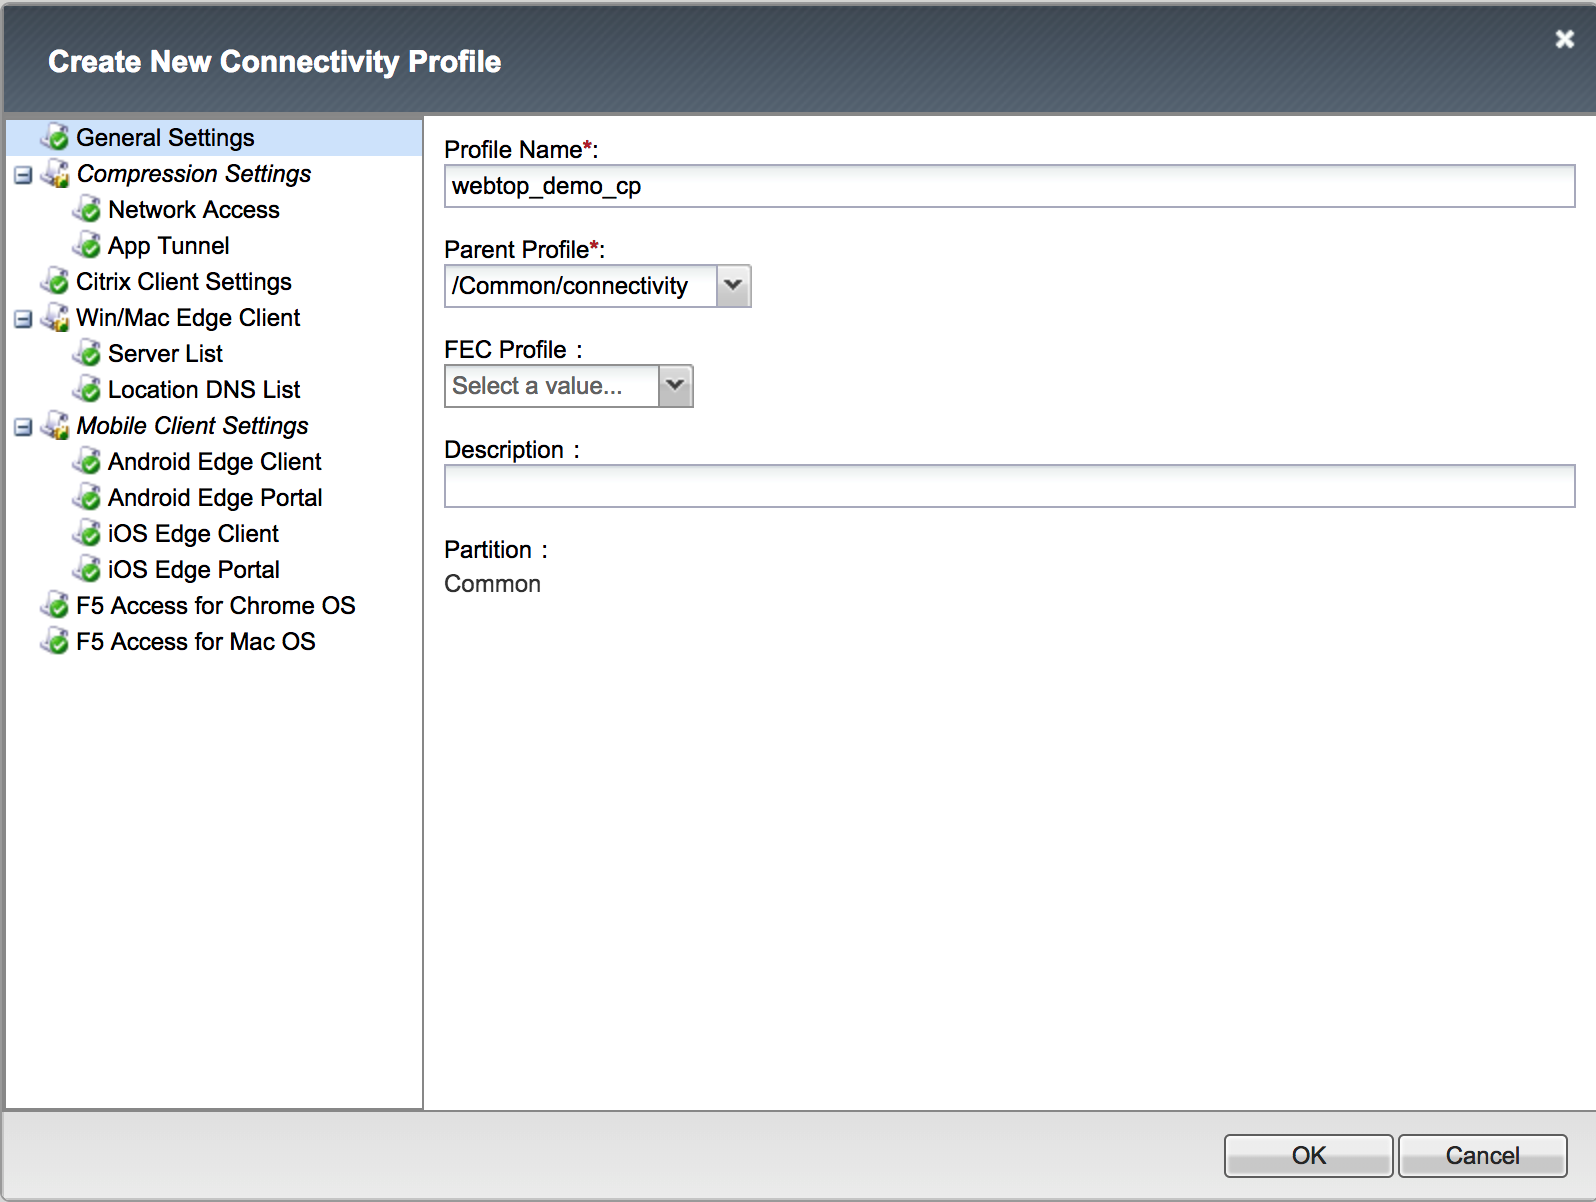 Create New Connectivity Profile
General Settings
Compression Settings
Network Access
App Tunnel
Citrix Client Settings
Win/Mac Edge Client
Server List
Location DNS List
Mobile Client Settings
Android Edge Client
Android Edge Portal
iOS Edge Client
iOS Edge Portal
F5 Access for Chrome OS
F5 Access for Mac OS
Profile Name*:
webtop_demo_cp
Parent Profile*:
/Common/connectivity
FEC Profile :
Select a value...
Description :
Partition :
Common
OK
Cancel